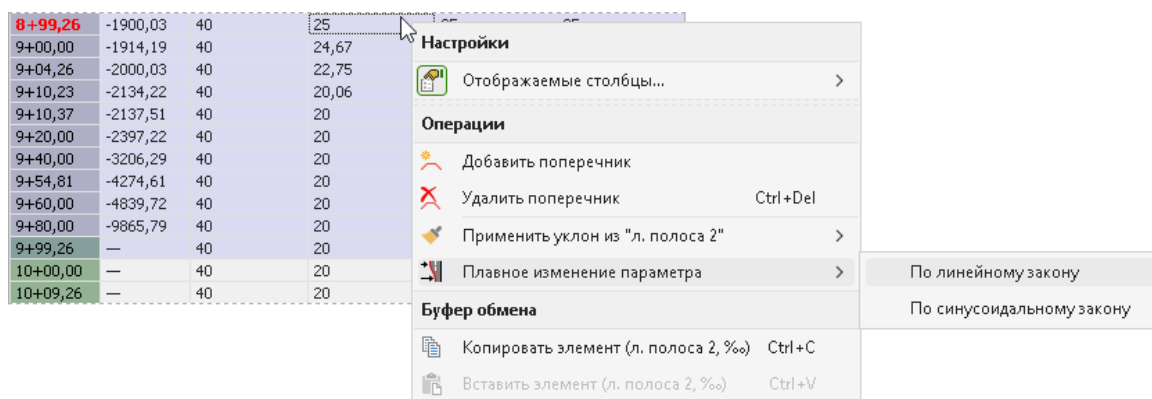 8+99,26 -1900,03 40 25
9+00,00 -1914,19 40 24,67
9+04,26 -2000,03 40 22,75
9+10,23 -2134,22 40 20,06
9+10,37 -2137,51 40 20
9+20,00 -2397,22 40 20
9+40,00 -3206,29 40 20
9+54,81 -4274,61 40 20
9+60,00 -4839,72 40 20
9+80,00 -9865,79 40 20
9+99,26 — 40 20
10+00,00 — 40 20
10+09,26 — 40 20
Настройки
Отображаемые столбцы...
Операции
Добавить поперечник
Удалить поперечник Ctrl+Del
Применить уклон из "л. полоса 2"
Плавное изменение параметра
Буфер обмена
Копировать элемент (л. полоса 2, ‰) Ctrl+C
Вставить элемент (л. полоса 2, ‰) Ctrl+V
По линейному закону
По синусоидальному закону